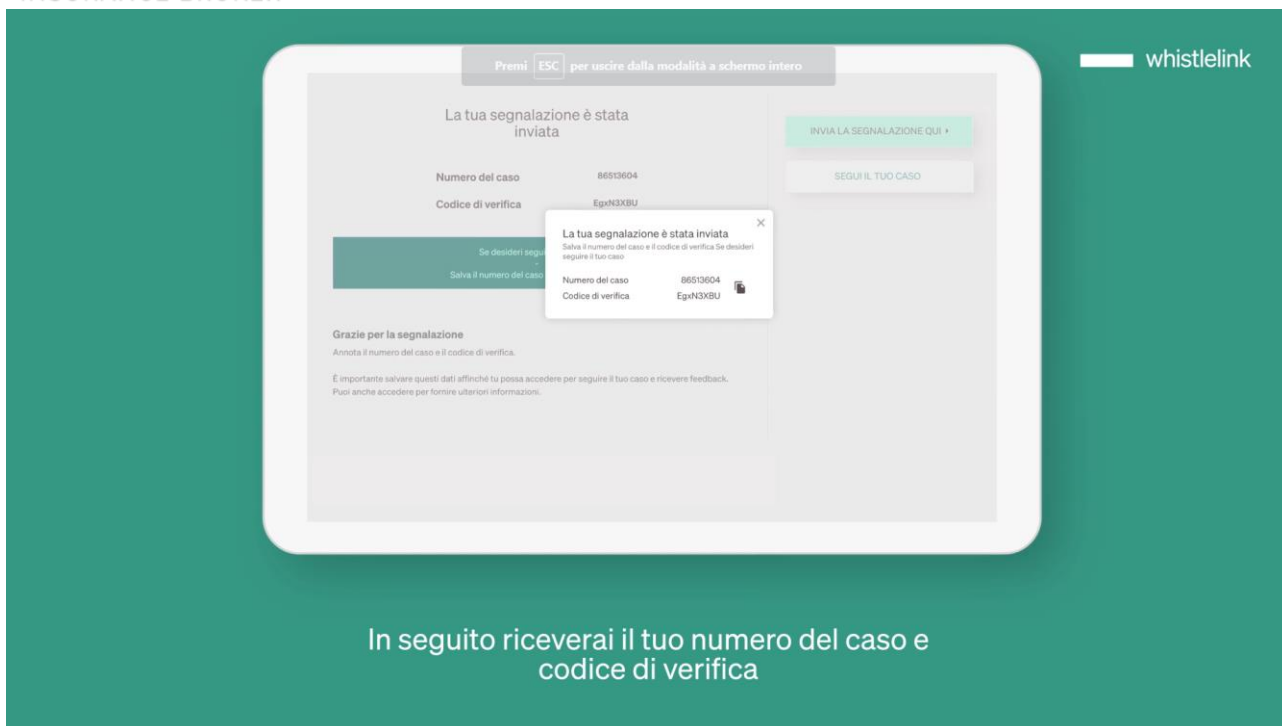 Premi ESC per uscire dalla modalità a schermo intero
whistlelink
La tua segnalazione è stata
inviata
Numero del caso 86513604
Codice di verifica EgxN3XBU
INVIA LA SEGNALAZIONE QUI
SEGUI IL TUO CASO
Se desideri segui
-
Salva il numero del caso
La tua segnalazione è stata inviata
Salva il numero del caso e il codice di verifica Se desideri
seguire il tuo caso
Numero del caso 86513604
Codice di verifica EgxN3XBU
Grazie per la segnalazione
Annota il numero del caso e il codice di verifica.
È importante salvare questi dati affinché tu possa accedere per seguire il tuo caso e ricevere feedback.
Puoi anche accedere per fornire ulteriori informazioni.
In seguito riceverai il tuo numero del caso e
codice di verifica